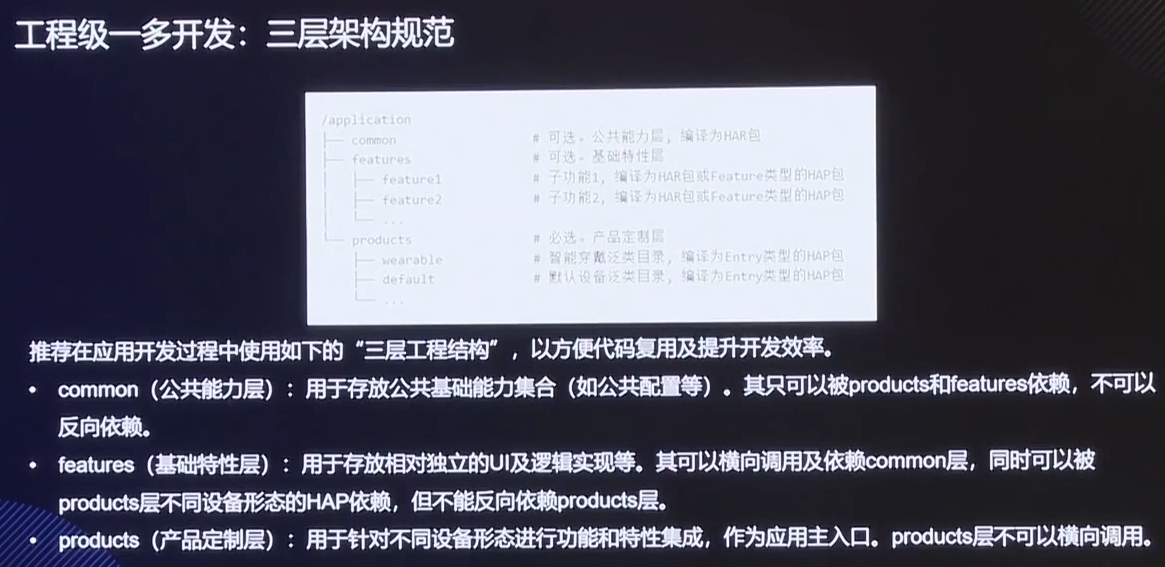 工程级一多开发：三层架构规范
/application
├── common # 可选。公共能力层, 编译为HAR包
├── features # 可选。基础特性层
│ ├── feature1 # 子功能1, 编译为HAR包或Feature类型的HAP包
│ ├── feature2 # 子功能2, 编译为HAR包或Feature类型的HAP包
│ └── ...
└── products # 必选。产品定制层
├── wearable # 智能穿戴泛类目录, 编译为Entry类型的HAP包
├── default # 默认设备泛类目录, 编译为Entry类型的HAP包
└── ...
推荐在应用开发过程中使用如下的“三层工程结构”，以方便代码复用及提升开发效率。
• common（公共能力层）：用于存放公共基础能力集合（如公共配置等）。其只可以被products和features依赖，不可以
反向依赖。
• features（基础特性层）：用于存放相对独立的UI及逻辑实现等。其可以横向调用及依赖common层，同时可以被
products层不同设备形态的HAP依赖，但不能反向依赖products层。
• products（产品定制层）：用于针对不同设备形态进行功能和特性集成，作为应用主入口。products层不可以横向调用。